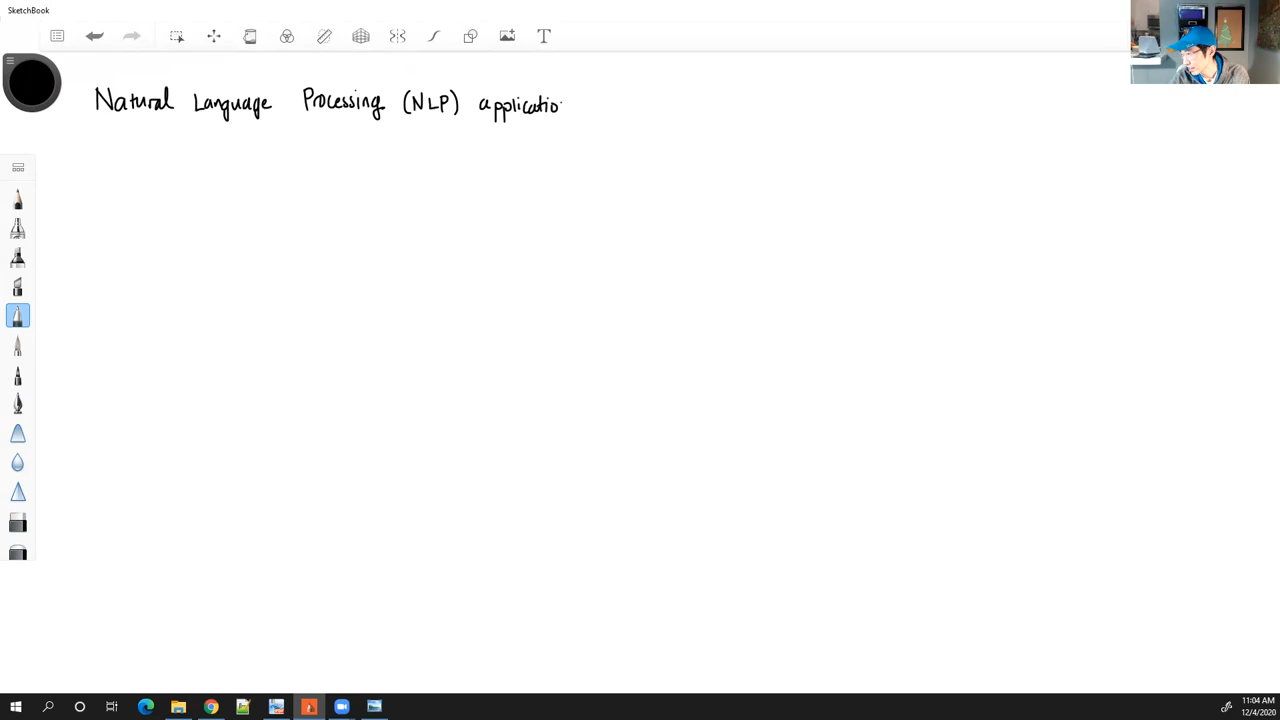 SketchBook
Natural Language Processing (NLP) applicatio
11:04 AM
12/4/2020